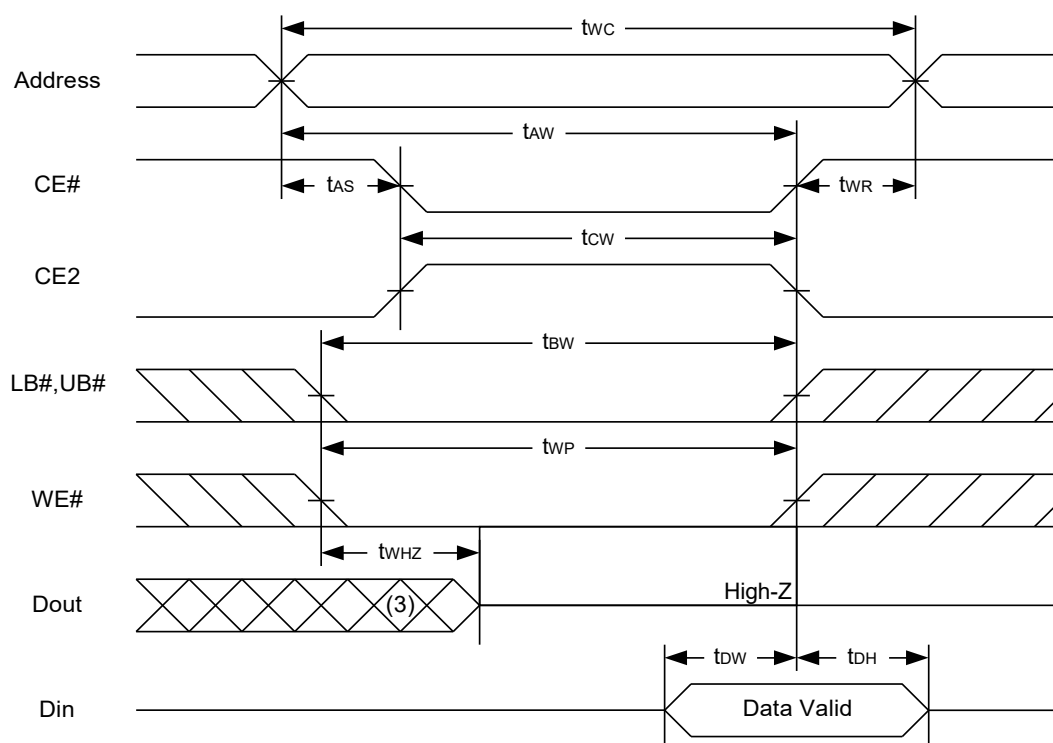 tWC
Address
tAW
CE#
tAS
tWR
tCW
CE2
tBW
LB#,UB#
tWP
WE#
tWHZ
Dout
(3)
High-Z
tDW
tDH
Din
Data Valid